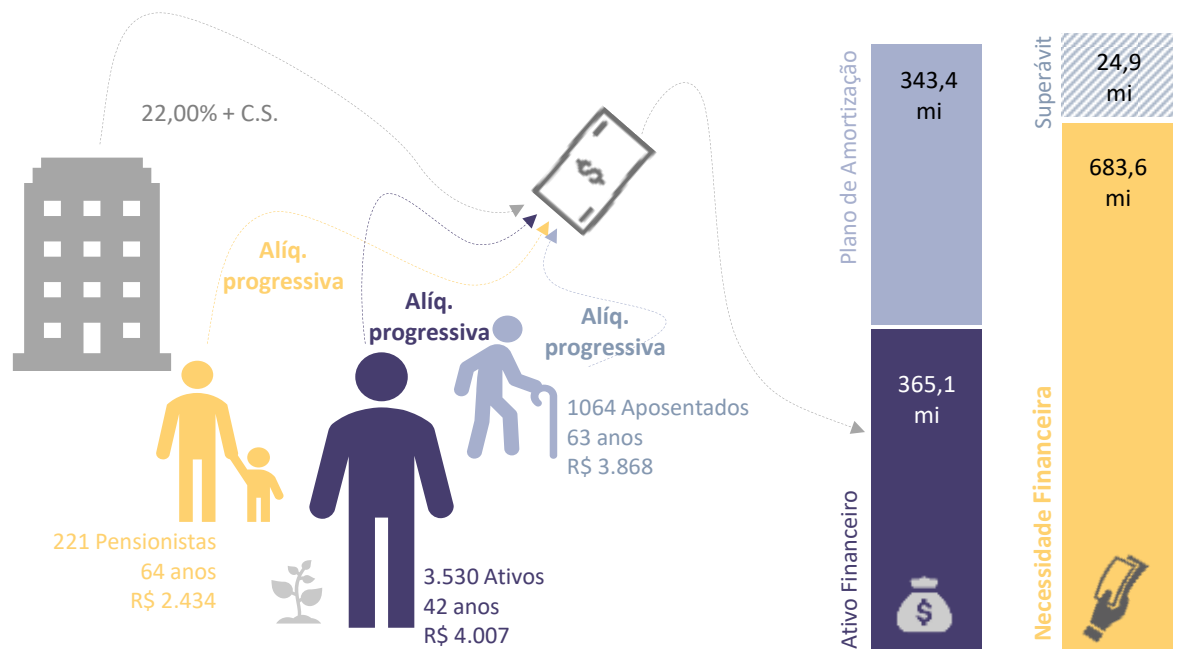 22,00% + C.S.
Alíq.
progressiva
Alíq.
progressiva
Alíq.
progressiva
221 Pensionistas
64 anos
R$ 2.434
3.530 Ativos
42 anos
R$ 4.007
1064 Aposentados
63 anos
R$ 3.868
$
Plano de Amortização
343,4
mi
Ativo Financeiro
365,1
mi
$
Superávit
24,9
mi
Necessidade Financeira
683,6
mi